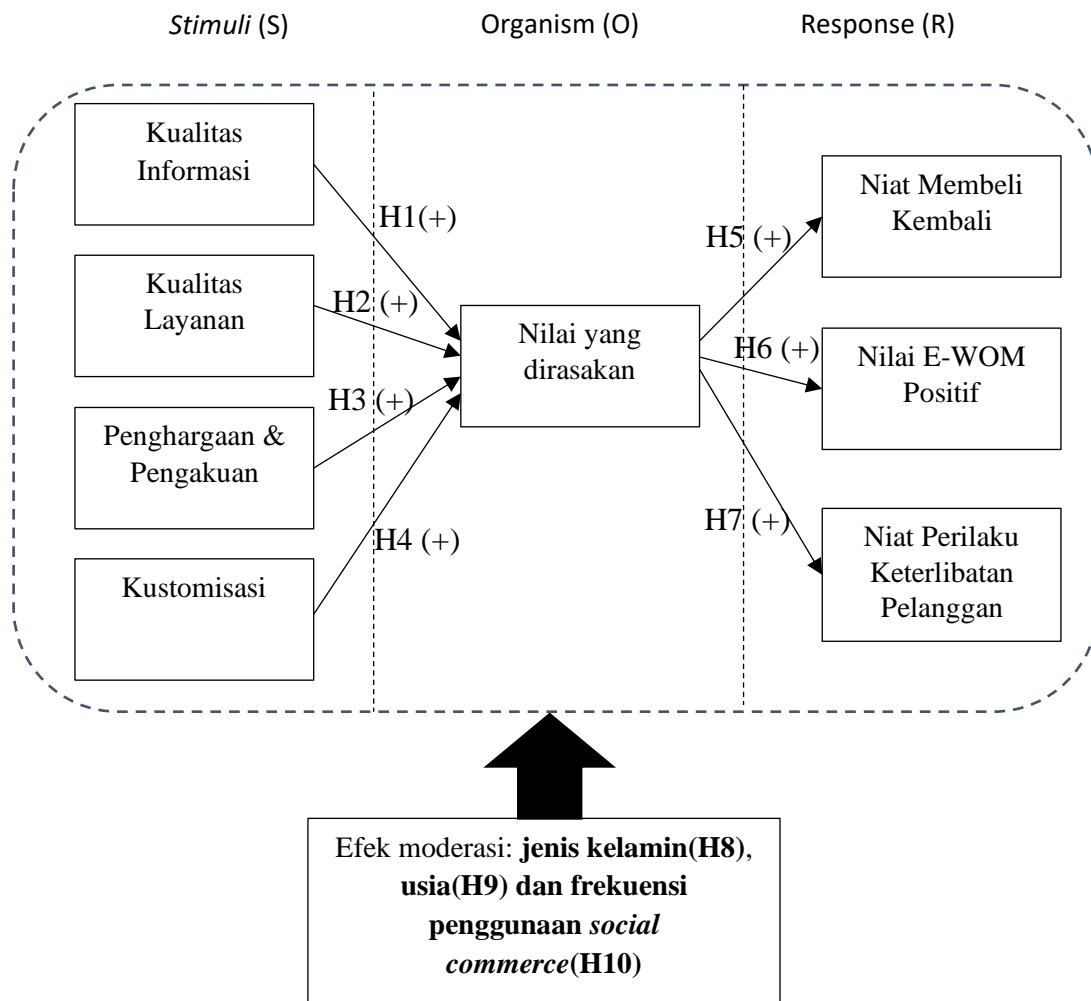 Stimuli (S)
Organism (O)
Response (R)
Kualitas
Informasi
Kualitas
Layanan
Penghargaan &
Pengakuan
Kustomisasi
H1(+)
H2 (+)
H3 (+)
H4 (+)
Nilai yang
dirasakan
H5 (+)
H6 (+)
H7 (+)
Niat Membeli
Kembali
Nilai E-WOM
Positif
Niat Perilaku
Keterlibatan
Pelanggan
Efek moderasi: jenis kelamin(H8),
usia(H9) dan frekuensi
penggunaan social
commerce(H10)